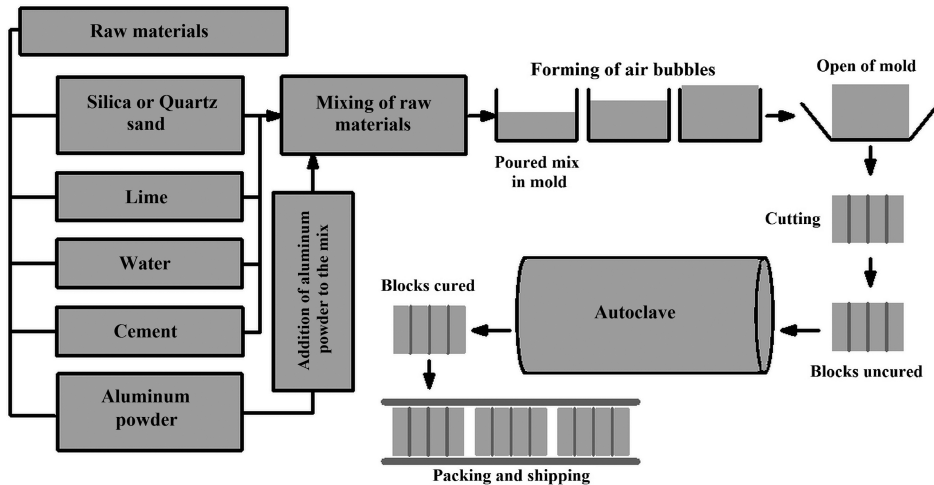 Raw materials
Silica or Quartz
sand
Lime
Water
Cement
Aluminum
powder
Mixing of raw
materials
Addition of aluminum
powder to the mix
Forming of air bubbles
Poured mix
in mold
Open of mold
Cutting
Blocks uncured
Autoclave
Blocks cured
Packing and shipping